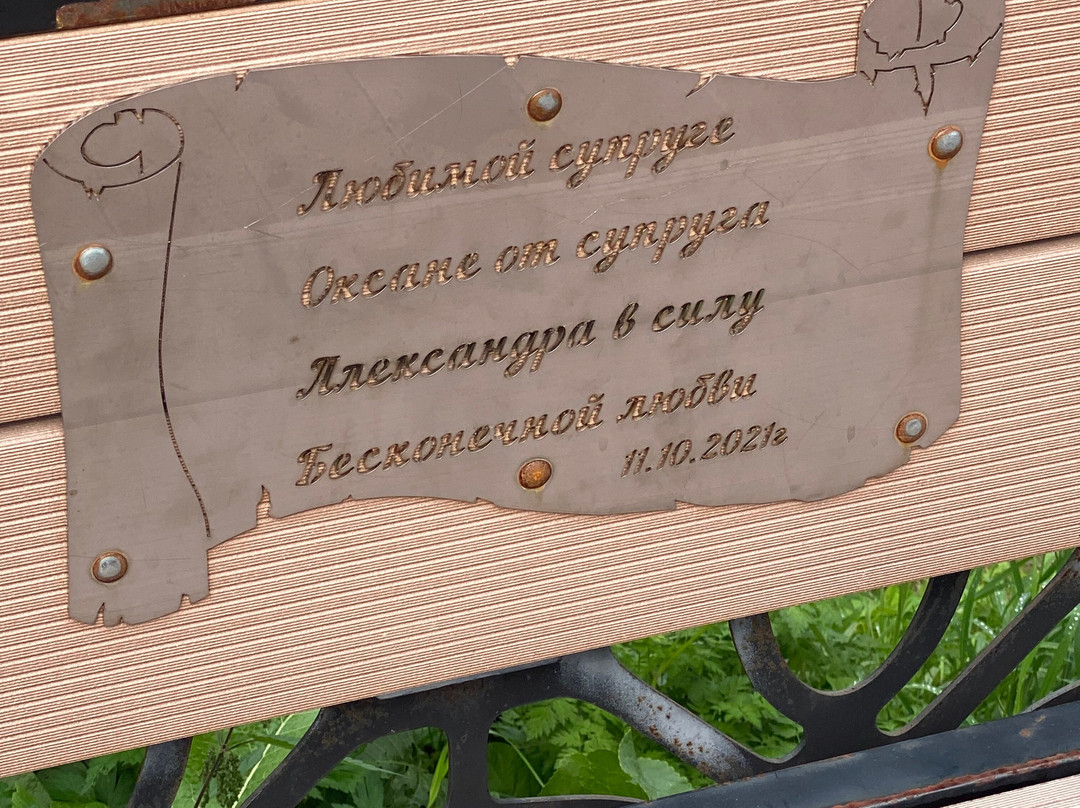 Любимой супруге
Оксане от супруга
Александра в силу
Бесконечной любви
11.10.2021г